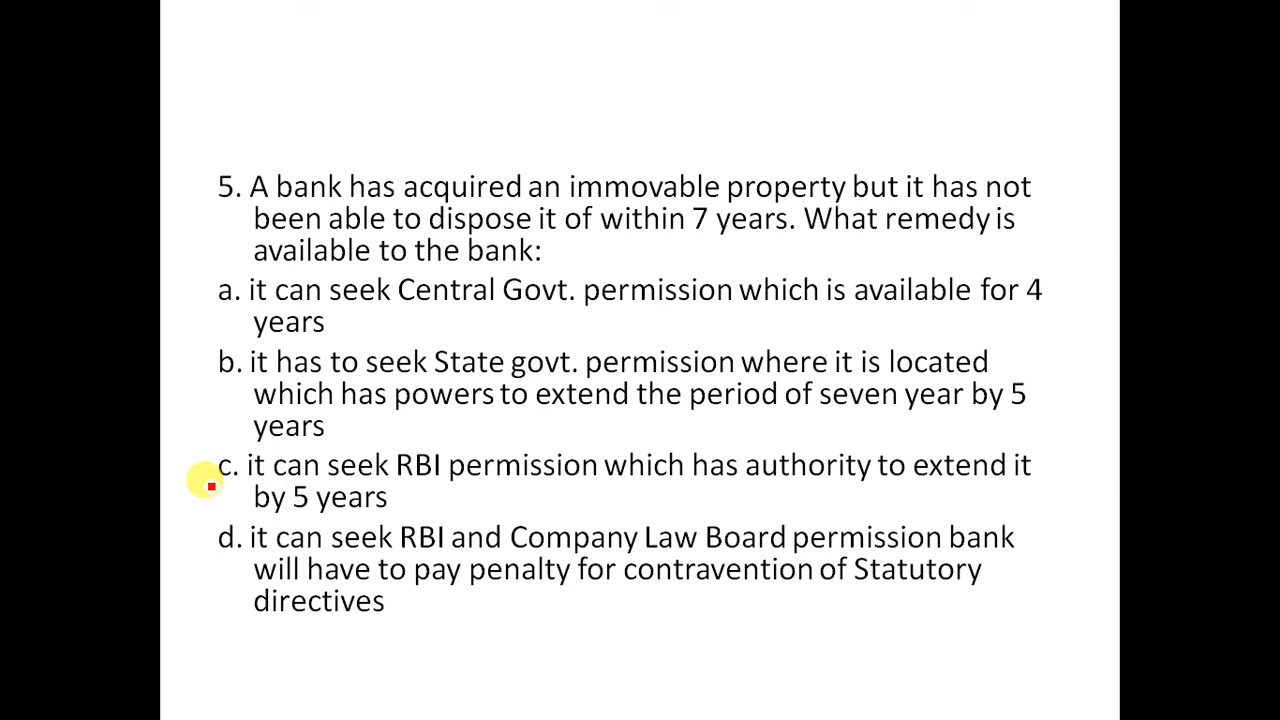 5. A bank has acquired an immovable property but it has not
been able to dispose it of within 7 years. What remedy is
available to the bank:
a. it can seek Central Govt. permission which is available for 4
years
b. it has to seek State govt. permission where it is located
which has powers to extend the period of seven year by 5
years
c. it can seek RBI permission which has authority to extend it
by 5 years
d. it can seek RBI and Company Law Board permission bank
will have to pay penalty for contravention of Statutory
directives